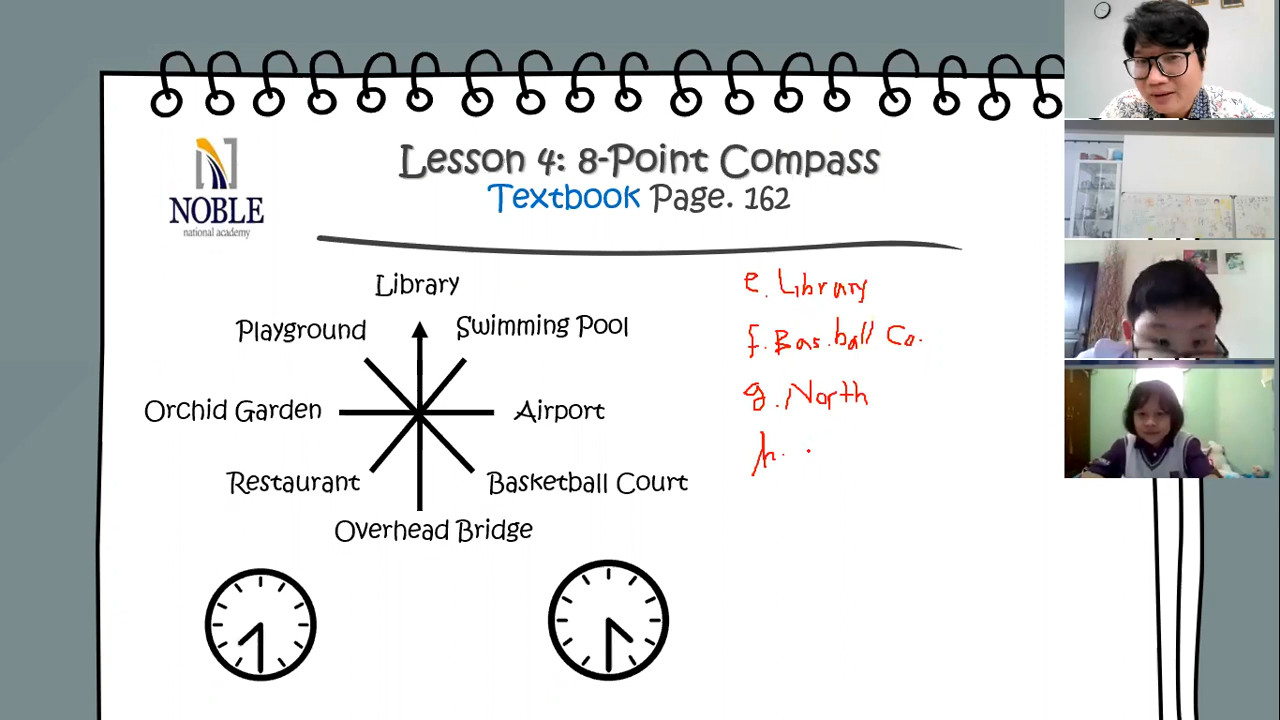 NOBLE
national academy
Lesson 4: 8-Point Compass
Textbook Page. 162
Library
Playground
Swimming Pool
Orchid Garden
Airport
Restaurant
Basketball Court
Overhead Bridge
e. Library
f. Bas.ball Co.
g. North
h. .